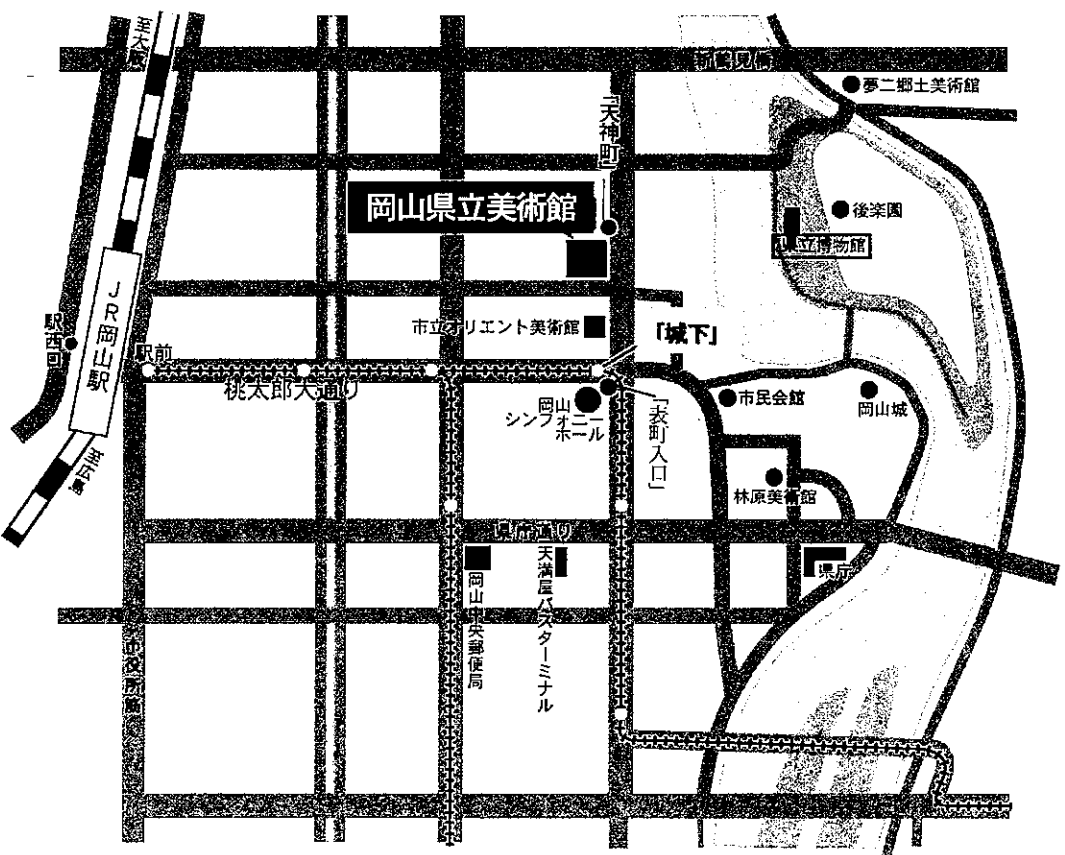 至大阪
新鶴見橋
夢二郷土美術館
「天神町」
岡山県立美術館
後楽園
県立博物館
JR岡山駅
駅西口
市立オリエント美術館
「城下」
駅前
桃太郎大通り
岡山
シンフォニー
ホール
「表町入口」
市民会館
岡山城
至広島
林原美術館
県庁通り
岡山中央郵便局
天満屋バスターミナル
県庁
市役所筋